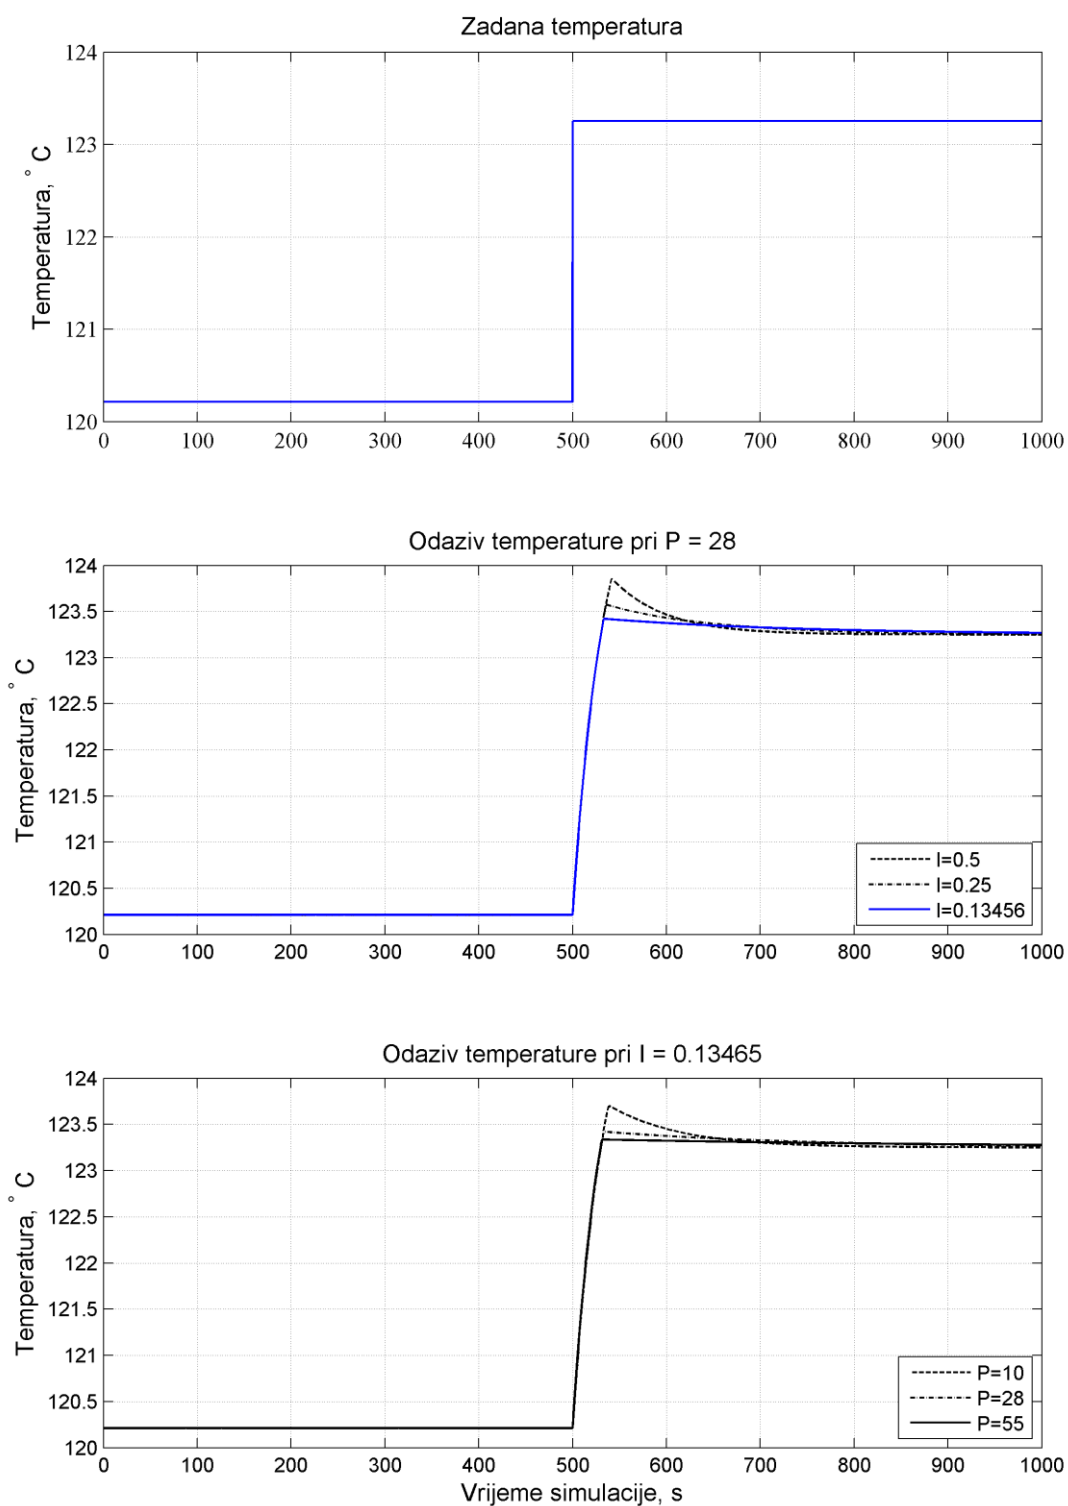 Zadana temperatura
124
123
122
121
120
Temperatura, ° C
0 100 200 300 400 500 600 700 800 900 1000
Odaziv temperature pri P = 28
124
123.5
123
122.5
122
121.5
121
120.5
120
Temperatura, ° C
I=0.5
I=0.25
I=0.13456
0 100 200 300 400 500 600 700 800 900 1000
Odaziv temperature pri I = 0.13465
124
123.5
123
122.5
122
121.5
121
120.5
120
Temperatura, ° C
P=10
P=28
P=55
0 100 200 300 400 500 600 700 800 900 1000
Vrijeme simulacije, s